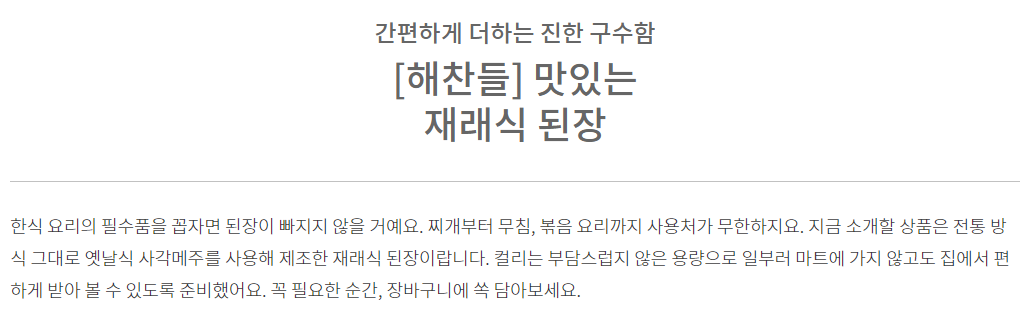 간편하게 더하는 진한 구수함
[해찬들] 맛있는
재래식 된장
한식 요리의 필수품을 꼽자면 된장이 빠지지 않을 거예요. 찌개부터 무침, 볶음 요리까지 사용처가 무한하지요. 지금 소개할 상품은 전통 방
식 그대로 옛날식 사각메주를 사용해 제조한 재래식 된장이랍니다. 컬리는 부담스럽지 않은 용량으로 일부러 마트에 가지 않고도 집에서 편
하게 받아 볼 수 있도록 준비했어요. 꼭 필요한 순간, 장바구니에 쏙 담아보세요.